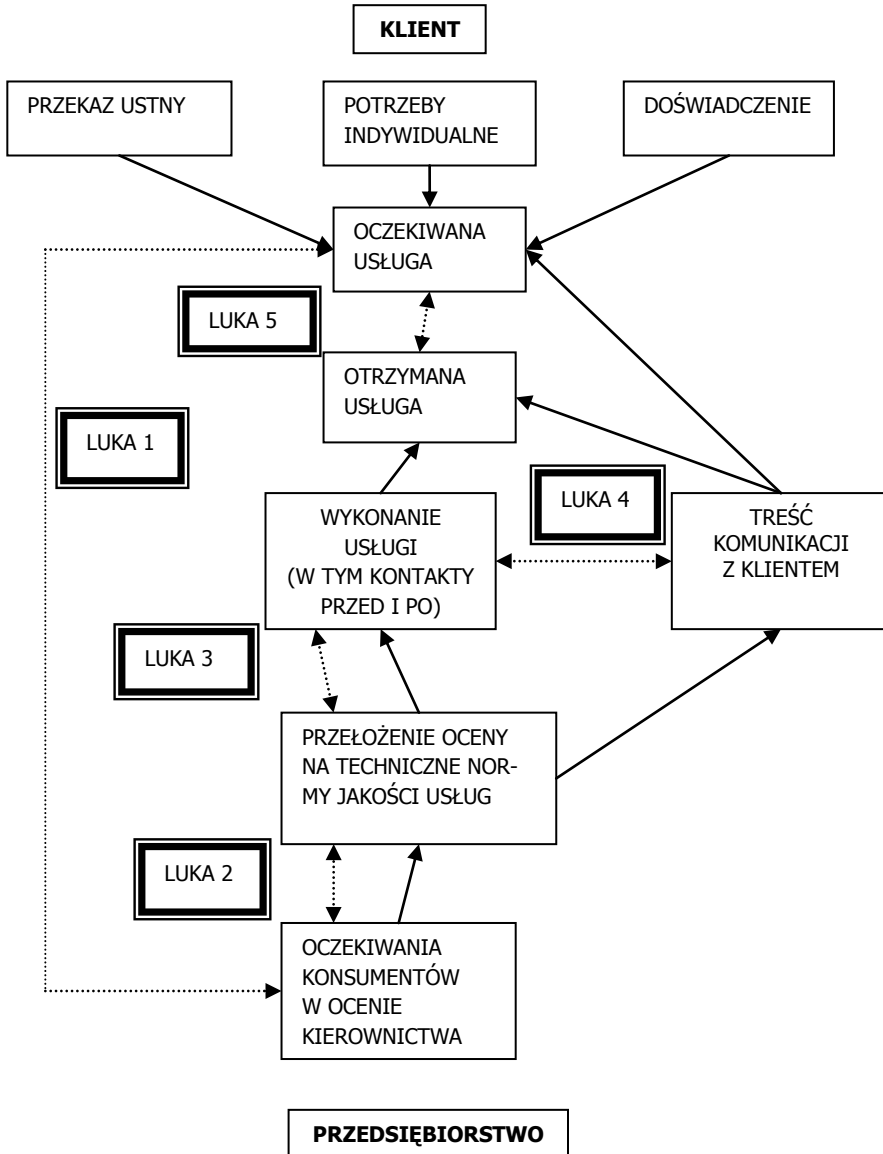 KLIENT
PRZEKAZ USTNY
POTRZEBY
INDYWIDUALNE
DOŚWIADCZENIE
OCZEKIWANA
USŁUGA
LUKA 5
OTRZYMANA
USŁUGA
LUKA 1
LUKA 4
WYKONANIE
USŁUGI
(W TYM KONTAKTY
PRZED I PO)
TREŚĆ
KOMUNIKACJI
Z KLIENTEM
LUKA 3
PRZEŁOŻENIE OCENY
NA TECHNICZNE NOR-
MY JAKOŚCI USŁUG
LUKA 2
OCZEKIWANIA
KONSUMENTÓW
W OCENIE
KIEROWNICTWA
PRZEDSIĘBIORSTWO